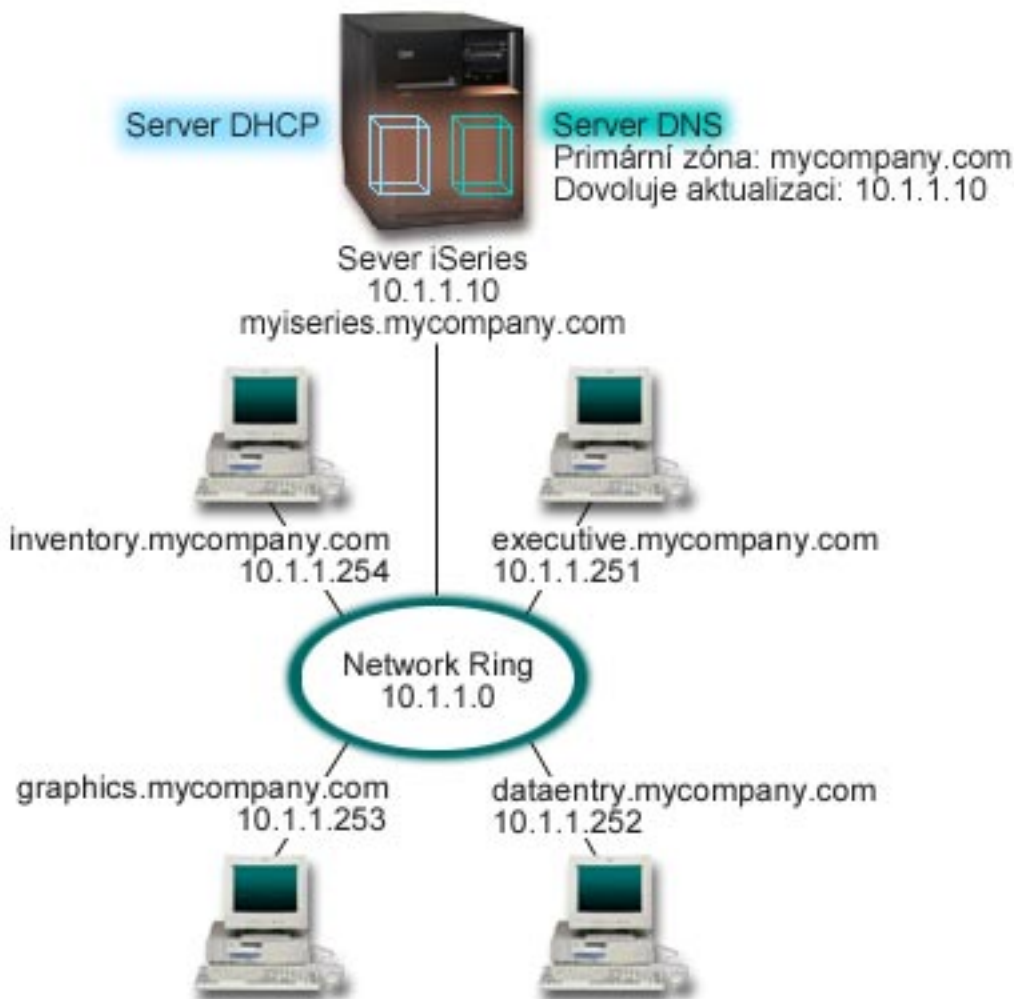 Server DHCP
Server DNS
Primární zóna: mycompany.com
Dovoluje aktualizaci: 10.1.1.10
Sever iSeries
10.1.1.10
myiseries.mycompany.com
inventory.mycompany.com
10.1.1.254
executive.mycompany.com
10.1.1.251
Network Ring
10.1.1.0
graphics.mycompany.com
10.1.1.253
dataentry.mycompany.com
10.1.1.252